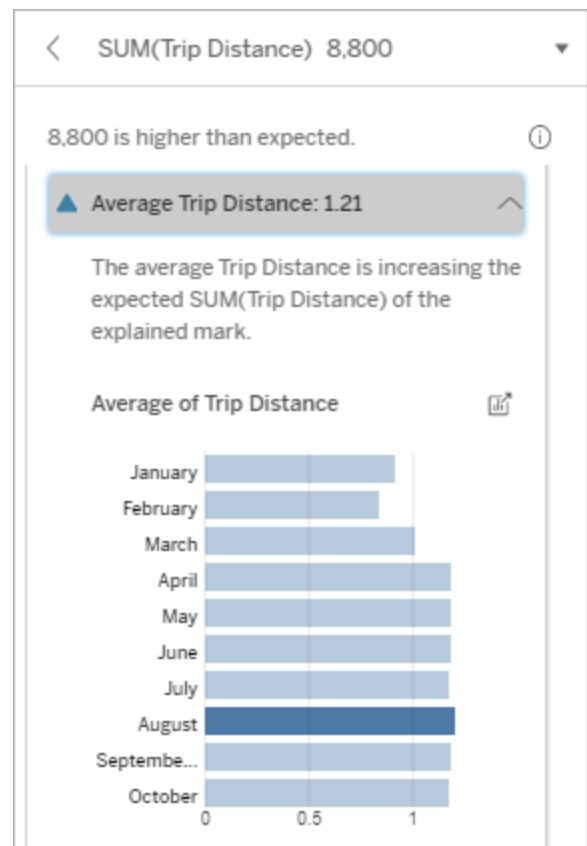 SUM(Trip Distance) 8,800
8,800 is higher than expected.
Average Trip Distance: 1.21
The average Trip Distance is increasing the
expected SUM(Trip Distance) of the
explained mark.
Average of Trip Distance
January
February
March
April
May
June
July
August
Septembe...
October
0 0.5 1